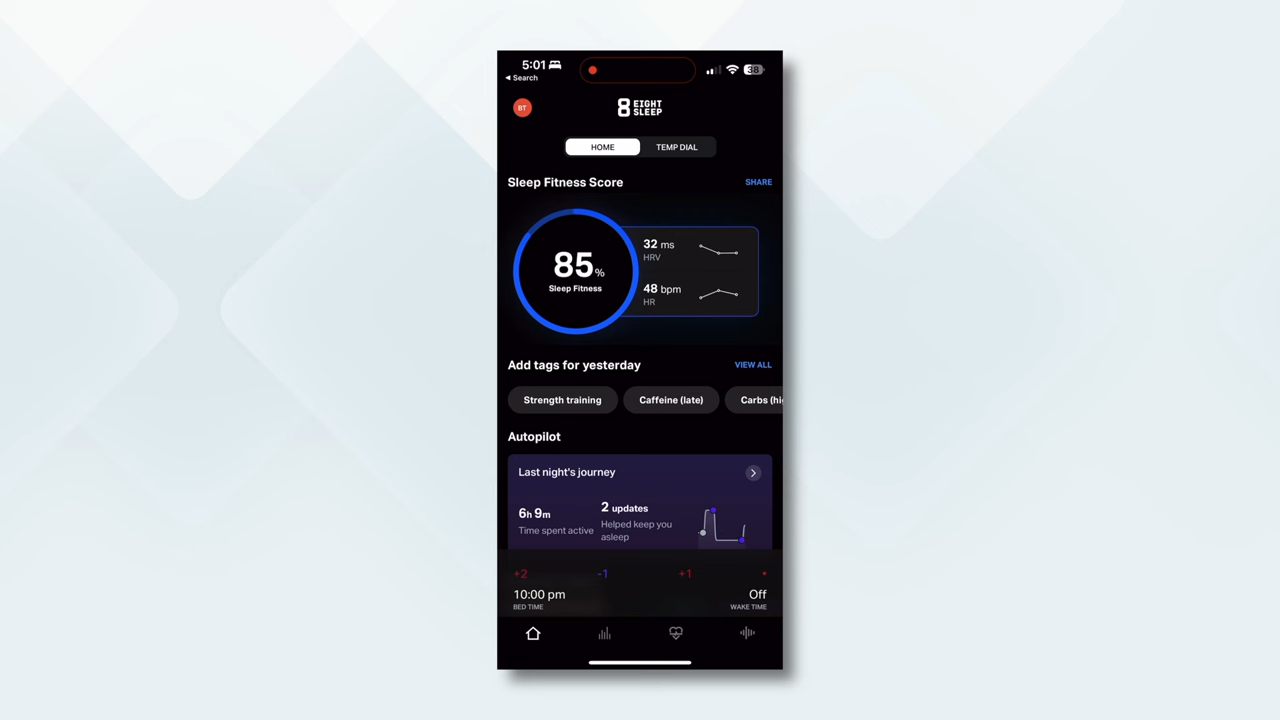 5:01
38
◀ Search
BT
8 EIGHT SLEEP
HOME
TEMP DIAL
Sleep Fitness Score
SHARE
85%
Sleep Fitness
32 ms
HRV
48 bpm
HR
Add tags for yesterday
VIEW ALL
Strength training
Caffeine (late)
Carbs (hi
Autopilot
Last night's journey
6h 9m
Time spent active
2 updates
Helped keep you
asleep
+2
-1
+1
10:00 pm
BED TIME
Off
WAKE TIME